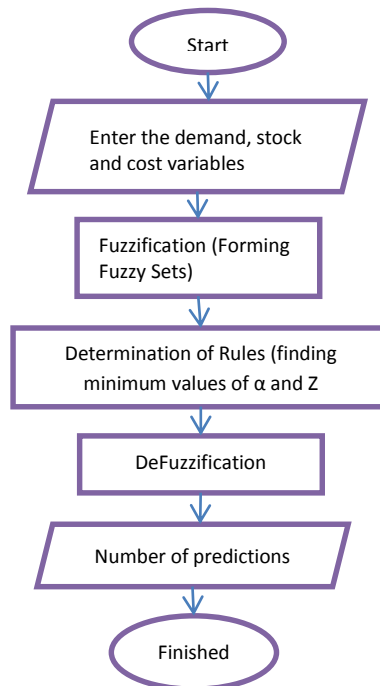 Start
Enter the demand, stock
and cost variables
Fuzzification (Forming
Fuzzy Sets)
Determination of Rules (finding
minimum values of α and Z
DeFuzzification
Number of predictions
Finished